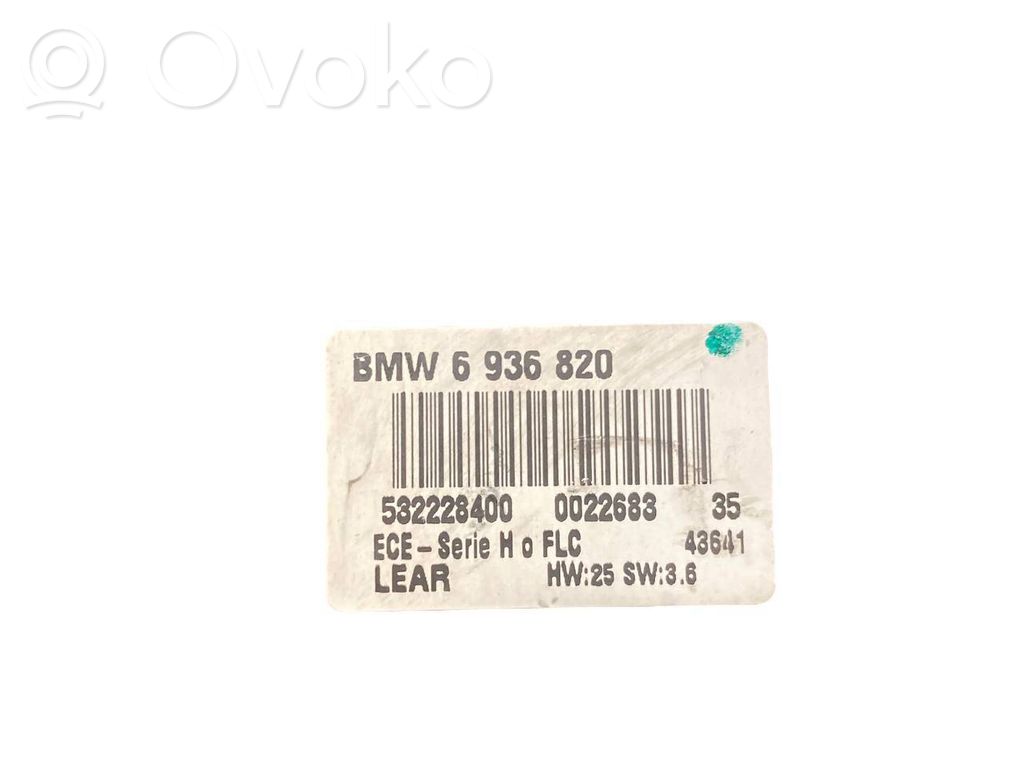 Ovoko
BMW 6 936 820
532228400 0022683 35
ECE-Serie H o FLC 43641
LEAR HW:25 SW:3.6